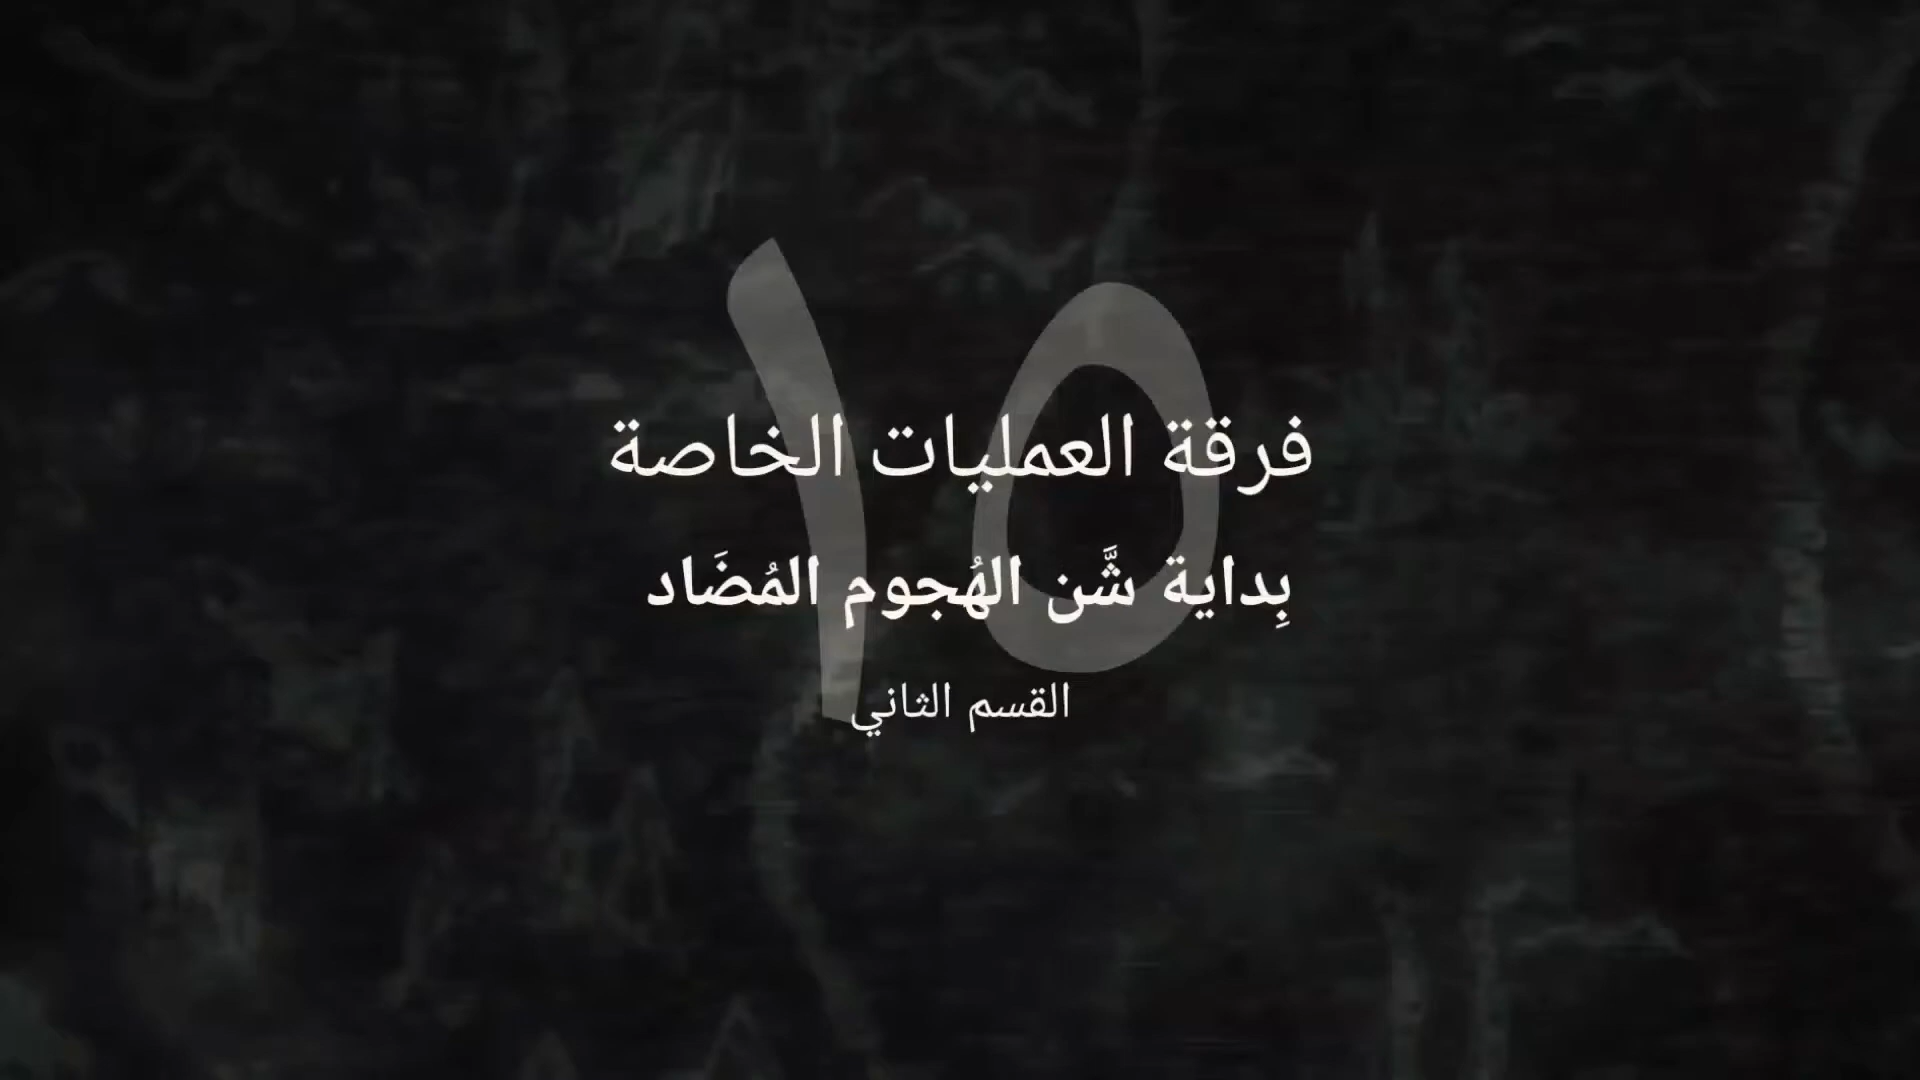 ١٥
فرقة العمليات الخاصة
بِداية شَّن الهُجوم المُضَاد
القسم الثاني